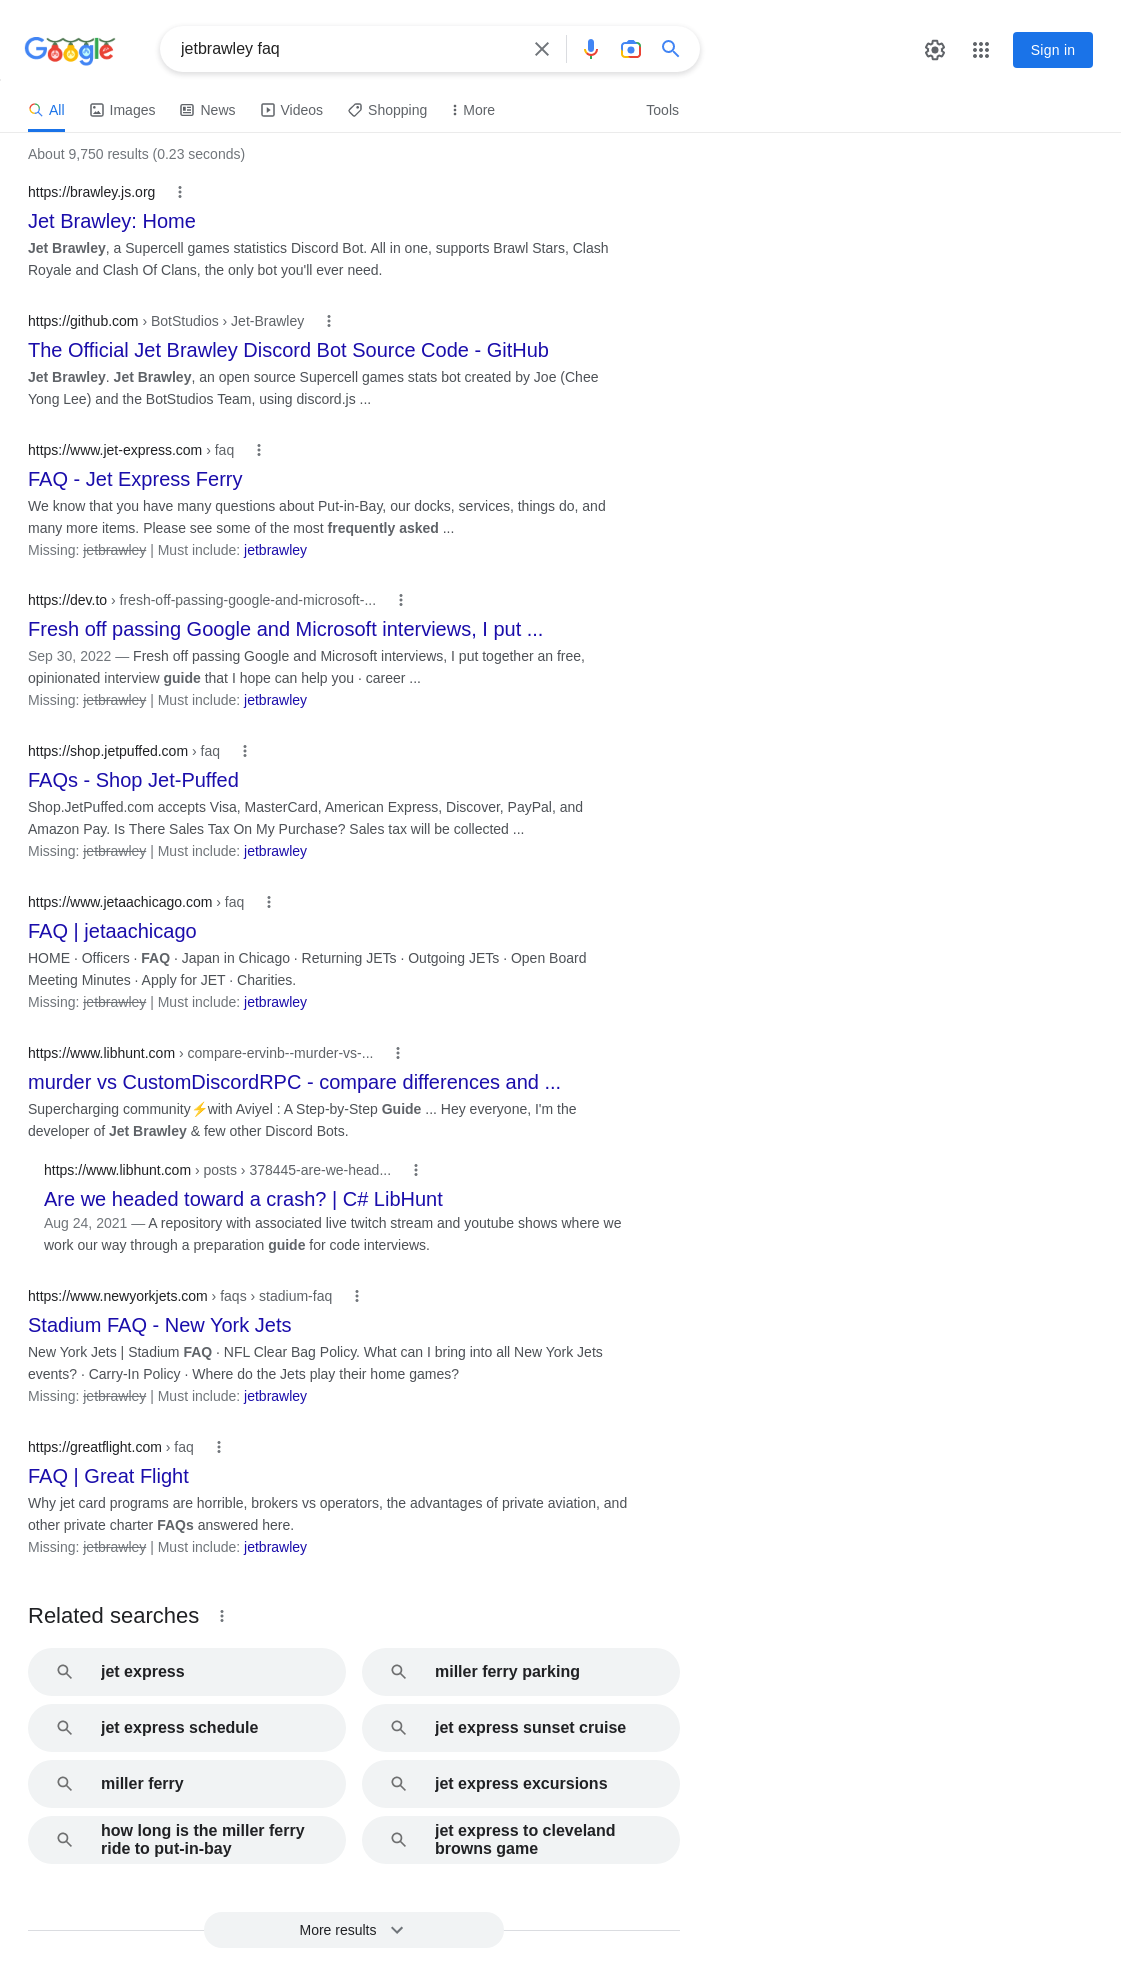 Google
jetbrawley faq
Sign in
All Images News Videos Shopping More Tools
About 9,750 results (0.23 seconds)
https://brawley.js.org
Jet Brawley: Home
Jet Brawley, a Supercell games statistics Discord Bot. All in one, supports Brawl Stars, Clash
Royale and Clash Of Clans, the only bot you'll ever need.
https://github.com › BotStudios › Jet-Brawley
The Official Jet Brawley Discord Bot Source Code - GitHub
Jet Brawley. Jet Brawley, an open source Supercell games stats bot created by Joe (Chee
Yong Lee) and the BotStudios Team, using discord.js ...
https://www.jet-express.com › faq
FAQ - Jet Express Ferry
We know that you have many questions about Put-in-Bay, our docks, services, things do, and
many more items. Please see some of the most frequently asked ...
Missing: jetbrawley | Must include: jetbrawley
https://dev.to › fresh-off-passing-google-and-microsoft-...
Fresh off passing Google and Microsoft interviews, I put ...
Sep 30, 2022 — Fresh off passing Google and Microsoft interviews, I put together an free,
opinionated interview guide that I hope can help you · career ...
Missing: jetbrawley | Must include: jetbrawley
https://shop.jetpuffed.com › faq
FAQs - Shop Jet-Puffed
Shop.JetPuffed.com accepts Visa, MasterCard, American Express, Discover, PayPal, and
Amazon Pay. Is There Sales Tax On My Purchase? Sales tax will be collected ...
Missing: jetbrawley | Must include: jetbrawley
https://www.jetaachicago.com › faq
FAQ | jetaachicago
HOME · Officers · FAQ · Japan in Chicago · Returning JETs · Outgoing JETs · Open Board
Meeting Minutes · Apply for JET · Charities.
Missing: jetbrawley | Must include: jetbrawley
https://www.libhunt.com › compare-ervinb--murder-vs-...
murder vs CustomDiscordRPC - compare differences and ...
Supercharging community⚡with Aviyel : A Step-by-Step Guide ... Hey everyone, I'm the
developer of Jet Brawley & few other Discord Bots.
https://www.libhunt.com › posts › 378445-are-we-head...
Are we headed toward a crash? | C# LibHunt
Aug 24, 2021 — A repository with associated live twitch stream and youtube shows where we
work our way through a preparation guide for code interviews.
https://www.newyorkjets.com › faqs › stadium-faq
Stadium FAQ - New York Jets
New York Jets | Stadium FAQ · NFL Clear Bag Policy. What can I bring into all New York Jets
events? · Carry-In Policy · Where do the Jets play their home games?
Missing: jetbrawley | Must include: jetbrawley
https://greatflight.com › faq
FAQ | Great Flight
Why jet card programs are horrible, brokers vs operators, the advantages of private aviation, and
other private charter FAQs answered here.
Missing: jetbrawley | Must include: jetbrawley
Related searches
jet express
miller ferry parking
jet express schedule
jet express sunset cruise
miller ferry
jet express excursions
how long is the miller ferry
ride to put-in-bay
jet express to cleveland
browns game
More results